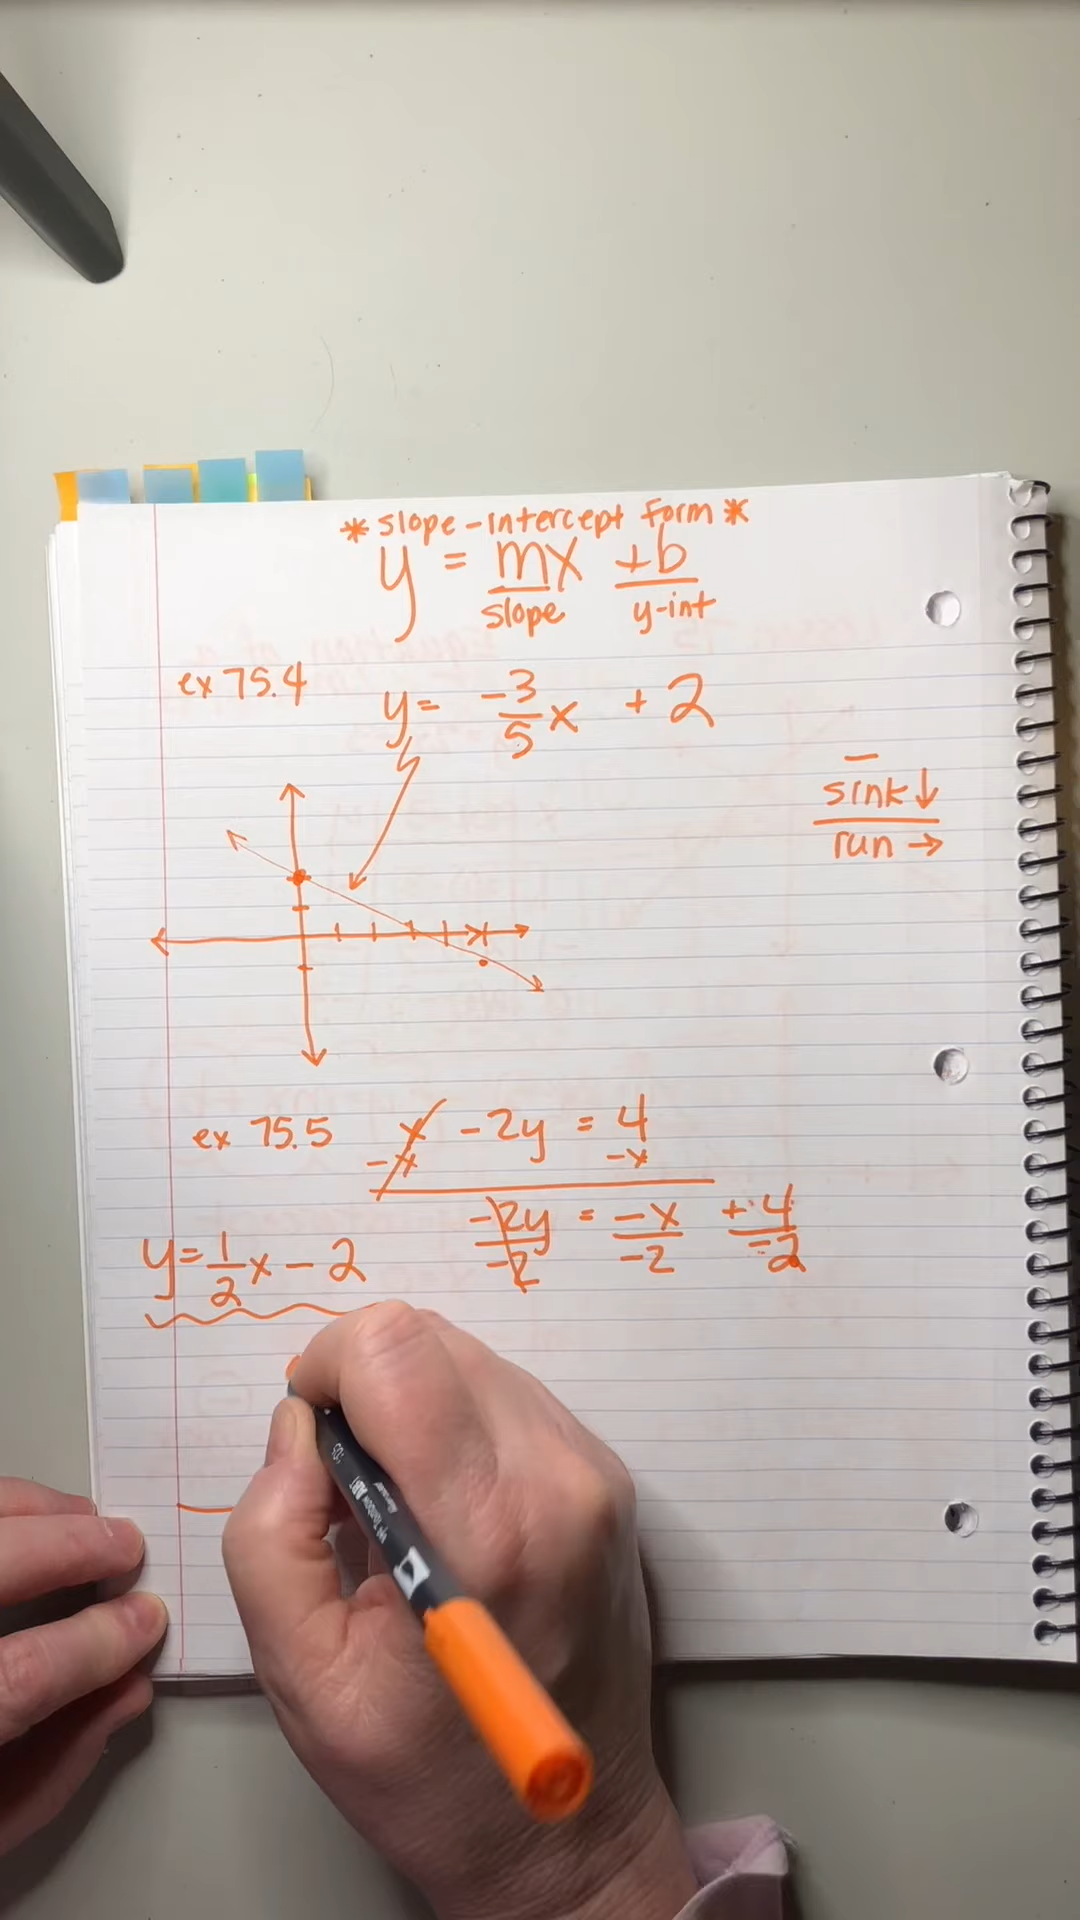 *slope-intercept form*
y = mx +b
slope y-int
ex 75.4 y= -3/5 x + 2
—
sink↓
run →
ex 75.5 x -2y = 4
-x -x
-2y/-2 = -x/-2 +4/-2
y=1/2 x - 2